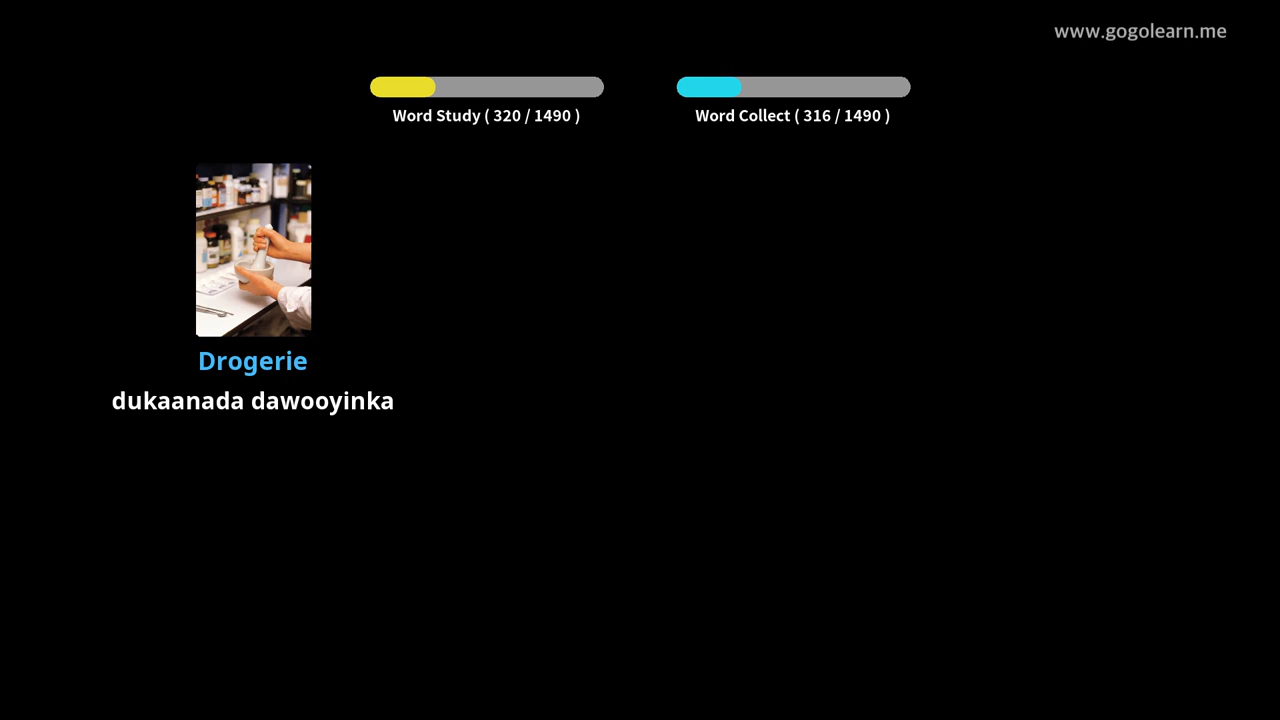 www.gogolearn.me
Word Study ( 320 / 1490 )
Word Collect ( 316 / 1490 )
Drogerie
dukaanada dawooyinka